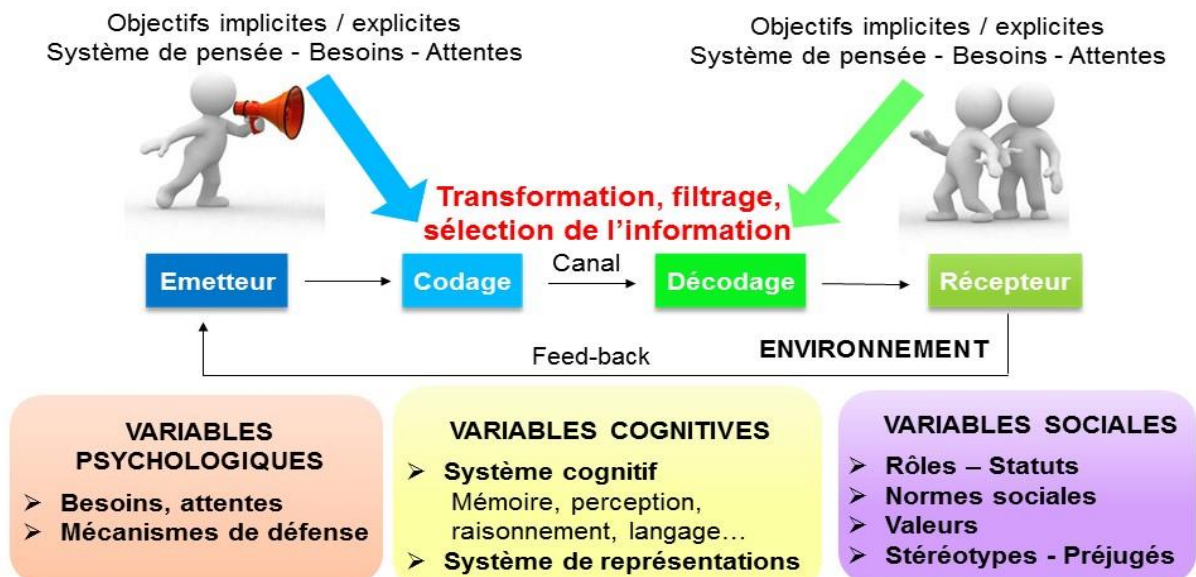 Objectifs implicites / explicites
Système de pensée - Besoins - Attentes
Objectifs implicites / explicites
Système de pensée - Besoins - Attentes
Transformation, filtrage,
sélection de l’information
Emetteur
Codage
Canal
Décodage
Récepteur
Feed-back
ENVIRONNEMENT
VARIABLES
PSYCHOLOGIQUES
➢ Besoins, attentes
➢ Mécanismes de défense
VARIABLES COGNITIVES
➢ Système cognitif
Mémoire, perception,
raisonnement, langage…
➢ Système de représentations
VARIABLES SOCIALES
➢ Rôles – Statuts
➢ Normes sociales
➢ Valeurs
➢ Stéréotypes - Préjugés